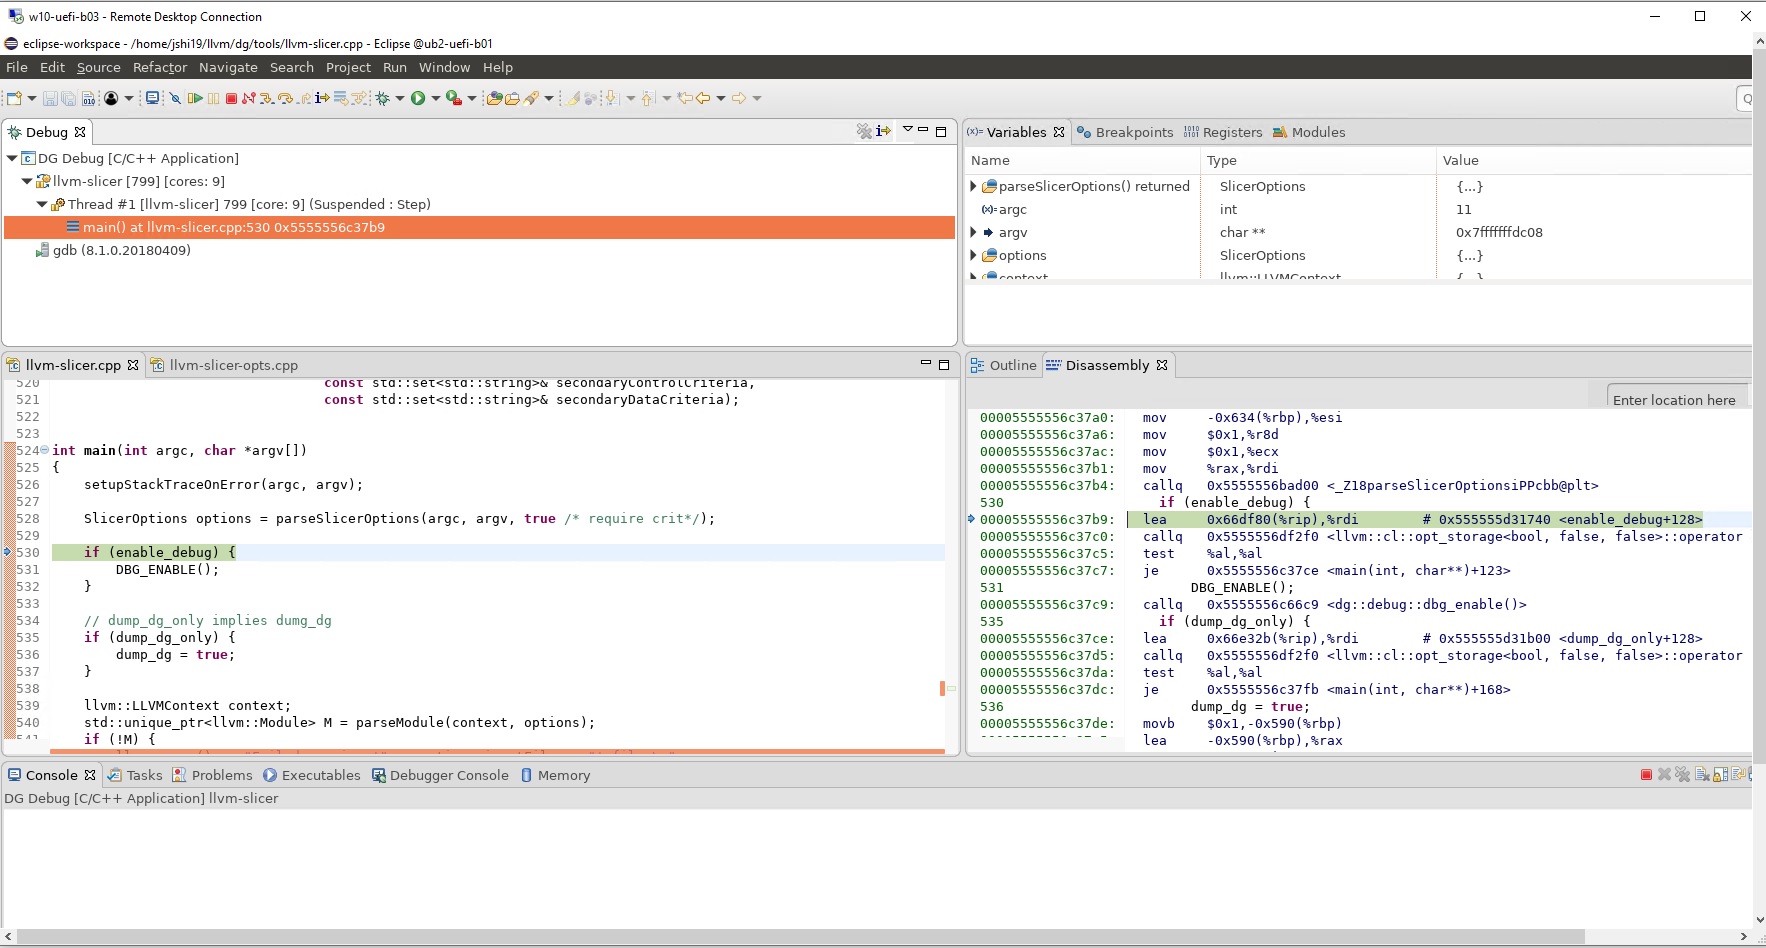 w10-uefi-b03 - Remote Desktop Connection
eclipse-workspace - /home/jshi19/llvm/dg/tools/llvm-slicer.cpp - Eclipse @ub2-uefi-b01
File Edit Source Refactor Navigate Search Project Run Window Help
Debug
DG Debug [C/C++ Application]
llvm-slicer [799] [cores: 9]
Thread #1 [llvm-slicer] 799 [core: 9] (Suspended : Step)
main() at llvm-slicer.cpp:530 0x5555556c37b9
gdb (8.1.0.20180409)
(x)= Variables Breakpoints Registers Modules
Name Type Value
parseSlicerOptions() returned SlicerOptions {...}
(x)= argc int 11
argv char ** 0x7fffffffdc08
options SlicerOptions {...}
context llvm::LLVMContext {...}
llvm-slicer.cpp llvm-slicer-opts.cpp
520 const std::set<std::string>& secondaryControlCriteria,
521 const std::set<std::string>& secondaryDataCriteria);
522
523
524 int main(int argc, char *argv[])
525 {
526 setupStackTraceOnError(argc, argv);
527
528 SlicerOptions options = parseSlicerOptions(argc, argv, true /* require crit*/);
529
530 if (enable_debug) {
531 DBG_ENABLE();
532 }
533
534 // dump_dg_only implies dumg_dg
535 if (dump_dg_only) {
536 dump_dg = true;
537 }
538
539 llvm::LLVMContext context;
540 std::unique_ptr<llvm::Module> M = parseModule(context, options);
541 if (!M) {
Outline Disassembly
Enter location here
00005555556c37a0: mov -0x634(%rbp),%esi
00005555556c37a6: mov $0x1,%r8d
00005555556c37ac: mov $0x1,%ecx
00005555556c37b1: mov %rax,%rdi
00005555556c37b4: callq 0x5555556bad00 <_Z18parseSlicerOptionsiPPcbb@plt>
530 if (enable_debug) {
00005555556c37b9: lea 0x66df80(%rip),%rdi # 0x555555d31740 <enable_debug+128>
00005555556c37c0: callq 0x5555556df2f0 <llvm::cl::opt_storage<bool, false, false>::operator
00005555556c37c5: test %al,%al
00005555556c37c7: je 0x5555556c37ce <main(int, char**)+123>
531 DBG_ENABLE();
00005555556c37c9: callq 0x5555556c66c9 <dg::debug::dbg_enable()>
535 if (dump_dg_only) {
00005555556c37ce: lea 0x66e32b(%rip),%rdi # 0x555555d31b00 <dump_dg_only+128>
00005555556c37d5: callq 0x5555556df2f0 <llvm::cl::opt_storage<bool, false, false>::operator
00005555556c37da: test %al,%al
00005555556c37dc: je 0x5555556c37fb <main(int, char**)+168>
536 dump_dg = true;
00005555556c37de: movb $0x1,-0x590(%rbp)
lea -0x590(%rbp),%rax
Console Tasks Problems Executables Debugger Console Memory
DG Debug [C/C++ Application] llvm-slicer